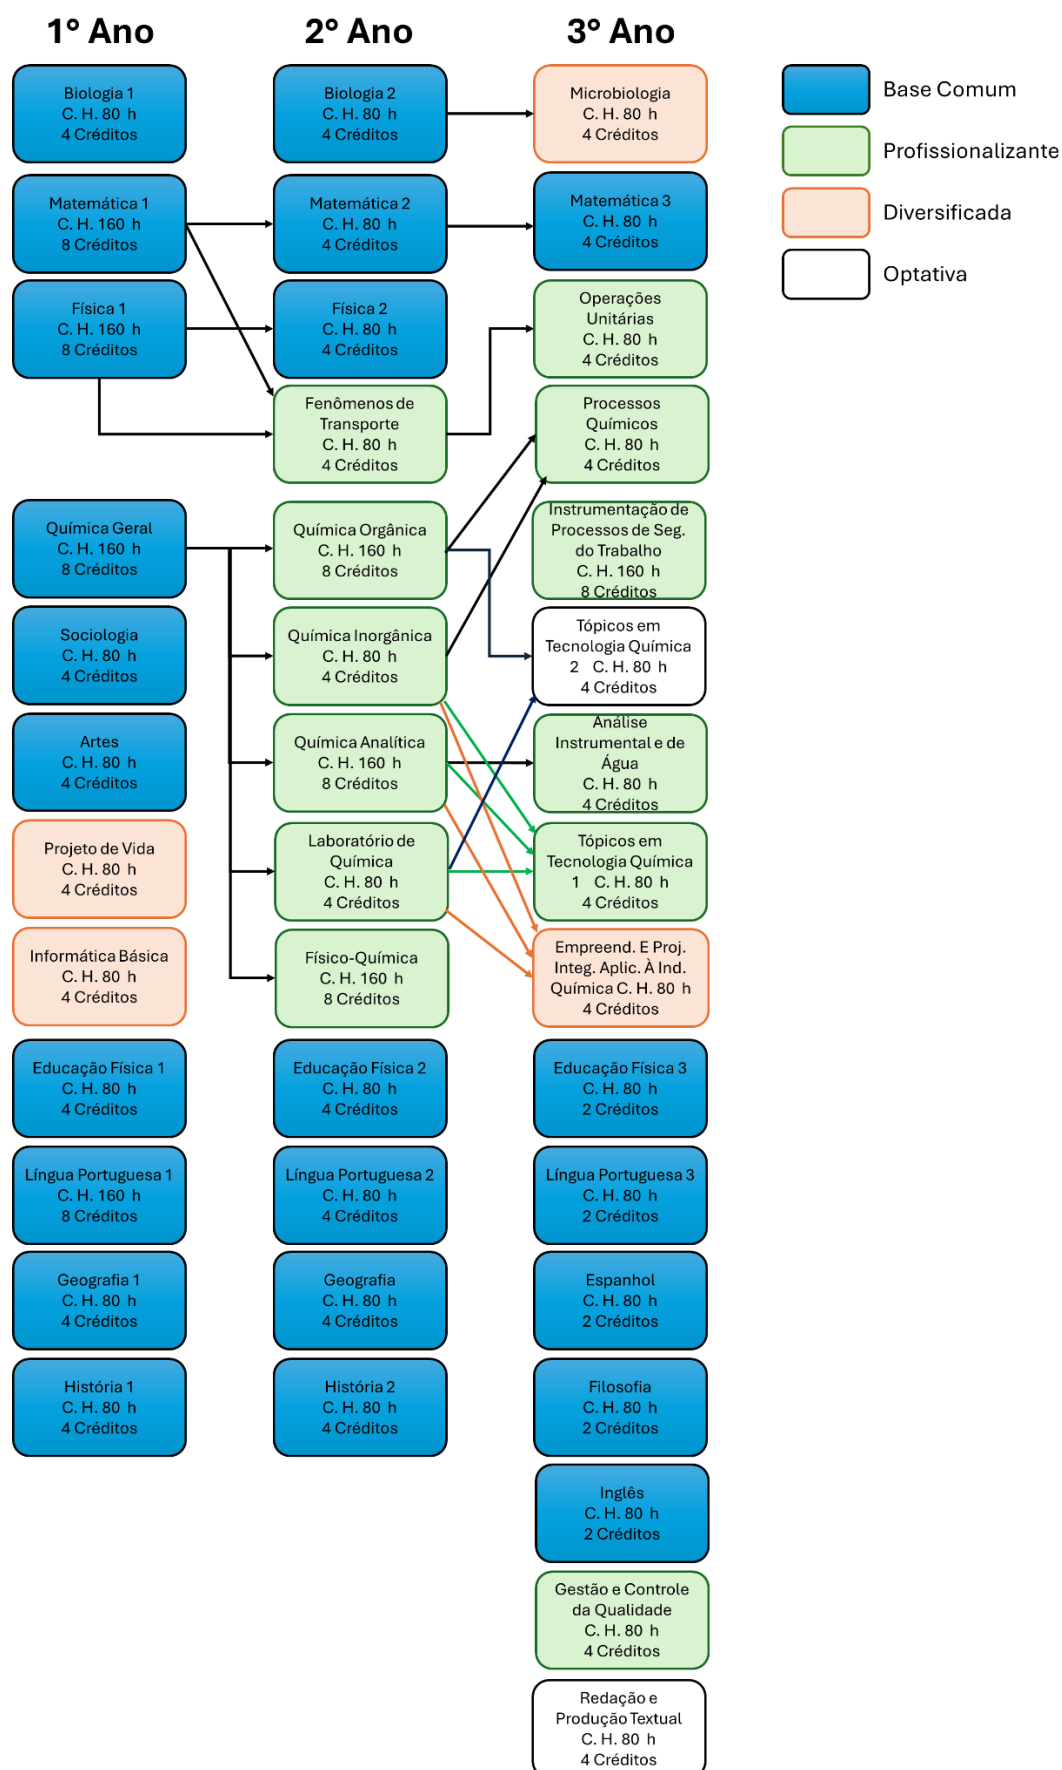 1° Ano
2° Ano
3° Ano
Biologia 1
C. H. 80 h
4 Créditos
Biologia 2
C. H. 80 h
4 Créditos
Microbiologia
C. H. 80 h
4 Créditos
Base Comum
Profissionalizante
Diversificada
Optativa
Matemática 1
C. H. 160 h
8 Créditos
Matemática 2
C. H. 80 h
4 Créditos
Matemática 3
C. H. 80 h
4 Créditos
Física 1
C. H. 160 h
8 Créditos
Física 2
C. H. 80 h
4 Créditos
Operações
Unitárias
C. H. 80 h
4 Créditos
Fenômenos de
Transporte
C. H. 80 h
4 Créditos
Processos
Químicos
C. H. 80 h
4 Créditos
Química Geral
C. H. 160 h
8 Créditos
Química Orgânica
C. H. 160 h
8 Créditos
Instrumentação de
Processos de Seg.
do Trabalho
C. H. 160 h
8 Créditos
Sociologia
C. H. 80 h
4 Créditos
Química Inorgânica
C. H. 80 h
4 Créditos
Tópicos em
Tecnologia Química
2 C. H. 80 h
4 Créditos
Artes
C. H. 80 h
4 Créditos
Química Analítica
C. H. 160 h
8 Créditos
Análise
Instrumental e de
Água
C. H. 80 h
4 Créditos
Projeto de Vida
C. H. 80 h
4 Créditos
Laboratório de
Química
C. H. 80 h
4 Créditos
Tópicos em
Tecnologia Química
1 C. H. 80 h
4 Créditos
Informática Básica
C. H. 80 h
4 Créditos
Físico-Química
C. H. 160 h
8 Créditos
Empreend. E Proj.
Integ. Aplic. À Ind.
Química C. H. 80 h
4 Créditos
Educação Física 1
C. H. 80 h
4 Créditos
Educação Física 2
C. H. 80 h
4 Créditos
Educação Física 3
C. H. 80 h
2 Créditos
Língua Portuguesa 1
C. H. 160 h
8 Créditos
Língua Portuguesa 2
C. H. 80 h
4 Créditos
Língua Portuguesa 3
C. H. 80 h
2 Créditos
Geografia 1
C. H. 80 h
4 Créditos
Geografia
C. H. 80 h
4 Créditos
Espanhol
C. H. 80 h
2 Créditos
História 1
C. H. 80 h
4 Créditos
História 2
C. H. 80 h
4 Créditos
Filosofia
C. H. 80 h
2 Créditos
Inglês
C. H. 80 h
2 Créditos
Gestão e Controle
da Qualidade
C. H. 80 h
4 Créditos
Redação e
Produção Textual
C. H. 80 h
4 Créditos